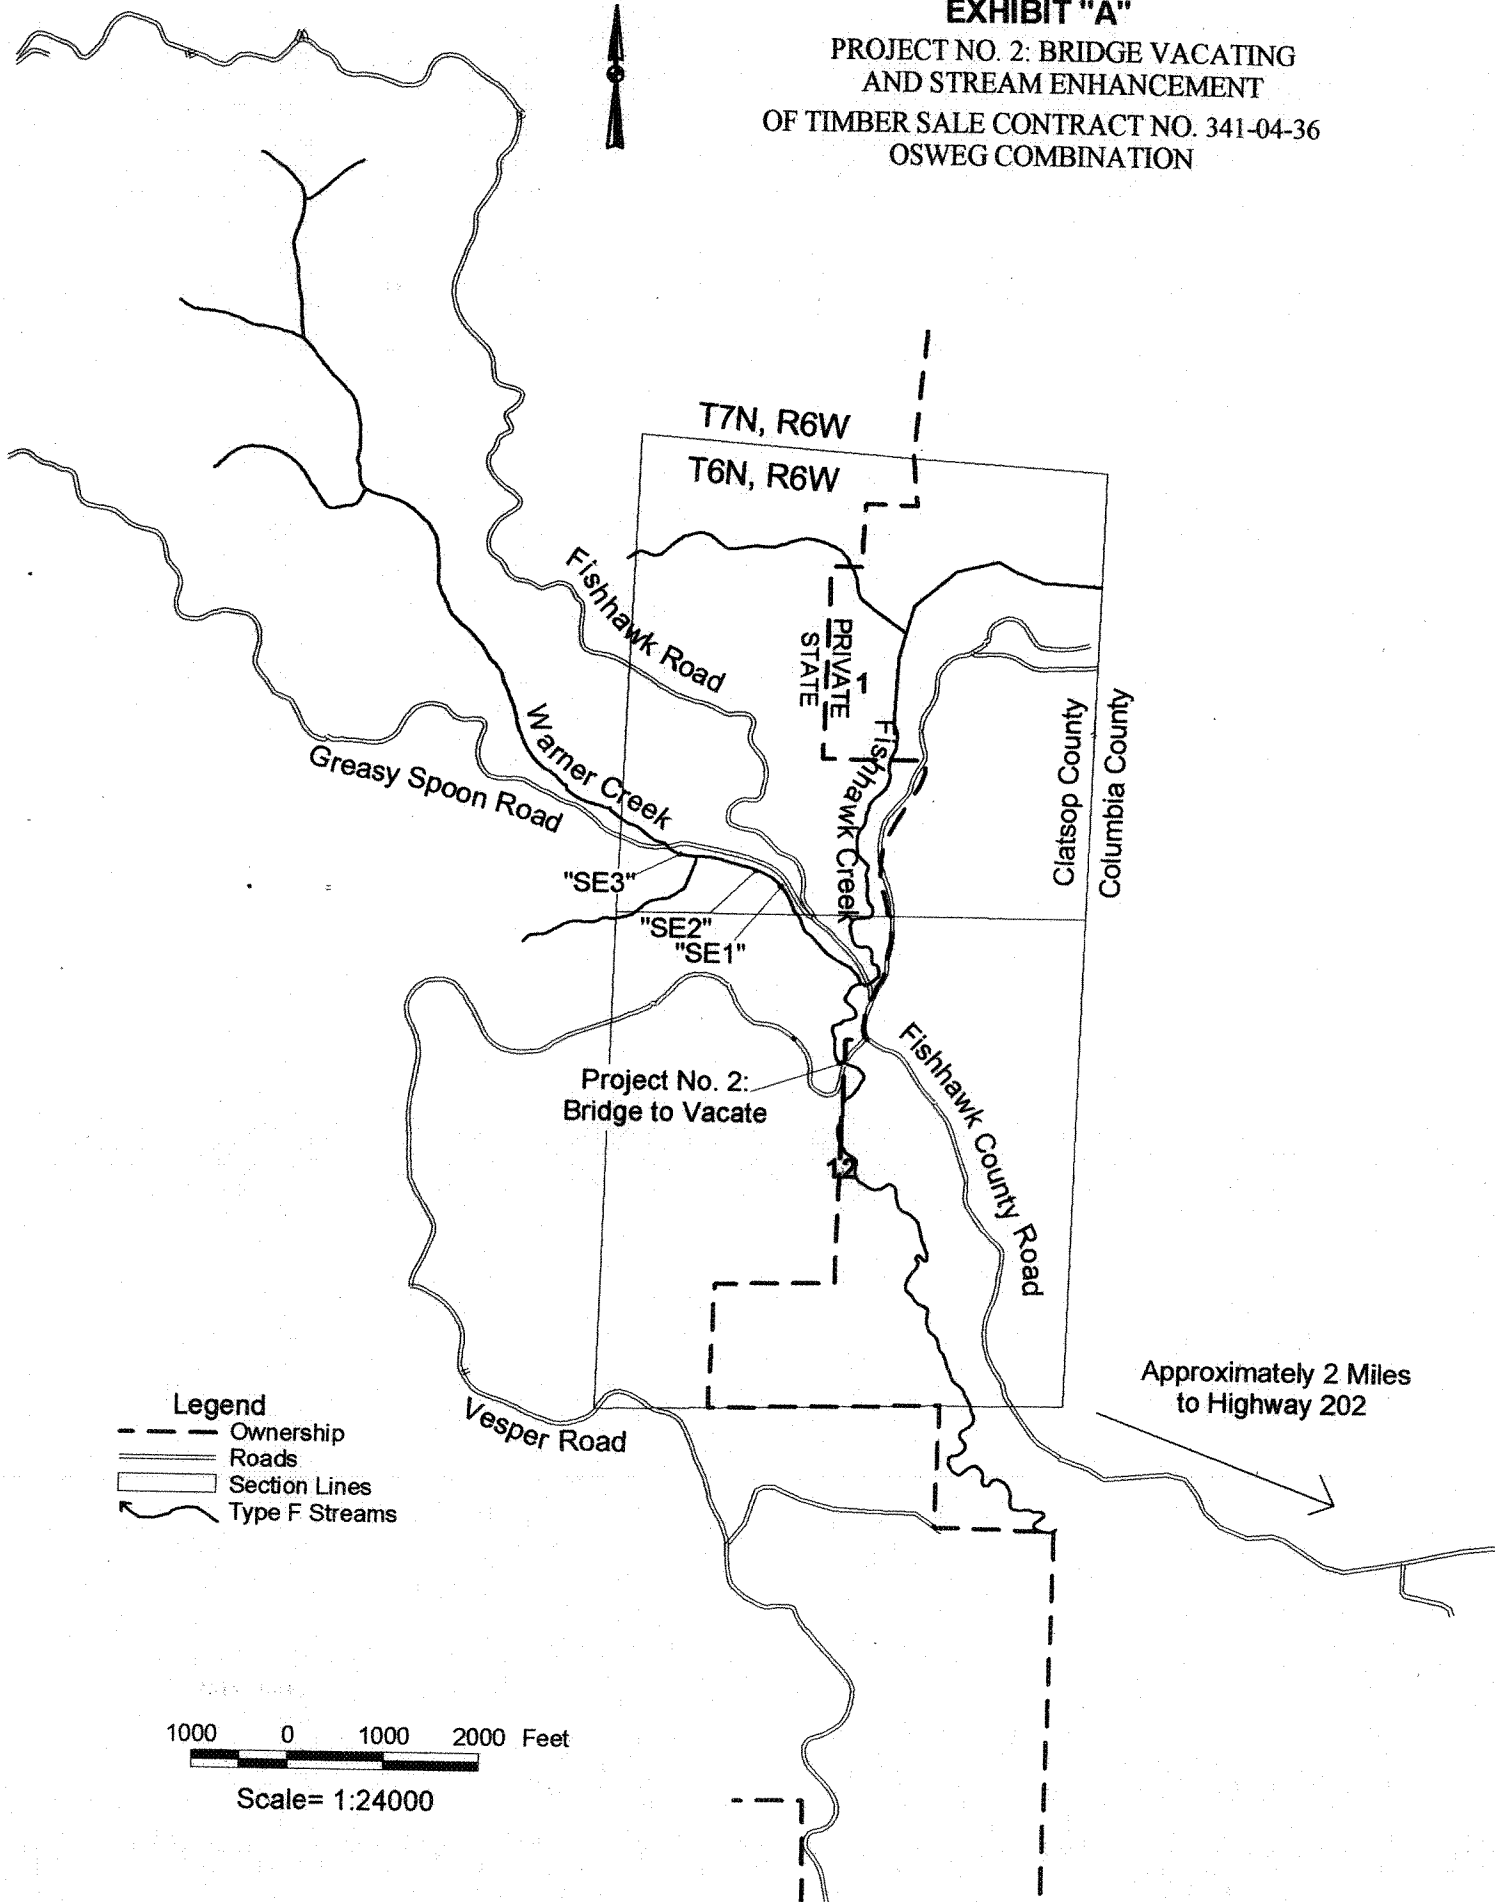 EXHIBIT "A"
PROJECT NO. 2: BRIDGE VACATING
AND STREAM ENHANCEMENT
OF TIMBER SALE CONTRACT NO. 341-04-36
OSWEG COMBINATION
T7N, R6W
T6N, R6W
Fishhawk Road
PRIVATE
STATE
1
Fishhawk Creek
Warner Creek
Greasy Spoon Road
Clatsop County
Columbia County
"SE3"
"SE2"
"SE1"
Project No. 2:
Bridge to Vacate
Fishhawk County Road
12
Approximately 2 Miles
to Highway 202
Vesper Road
Legend
Ownership
Roads
Section Lines
Type F Streams
1000 0 1000 2000 Feet
Scale= 1:24000